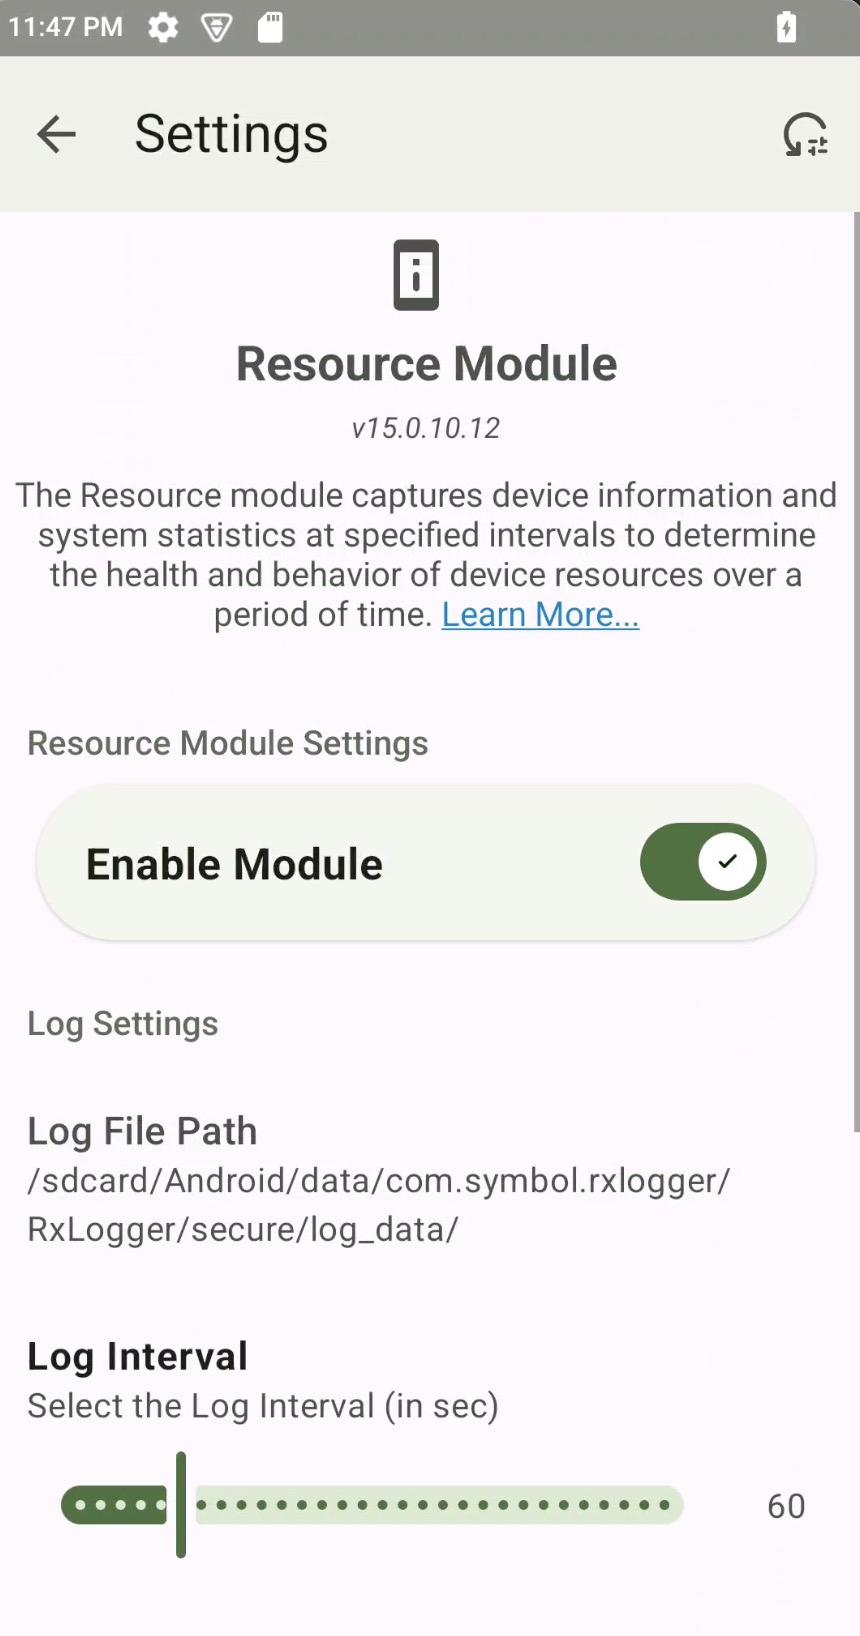 11:47 PM
Settings
Resource Module
v15.0.10.12
The Resource module captures device information and
system statistics at specified intervals to determine
the health and behavior of device resources over a
period of time. Learn More...
Resource Module Settings
Enable Module
Log Settings
Log File Path
/sdcard/Android/data/com.symbol.rxlogger/
RxLogger/secure/log_data/
Log Interval
Select the Log Interval (in sec)
60